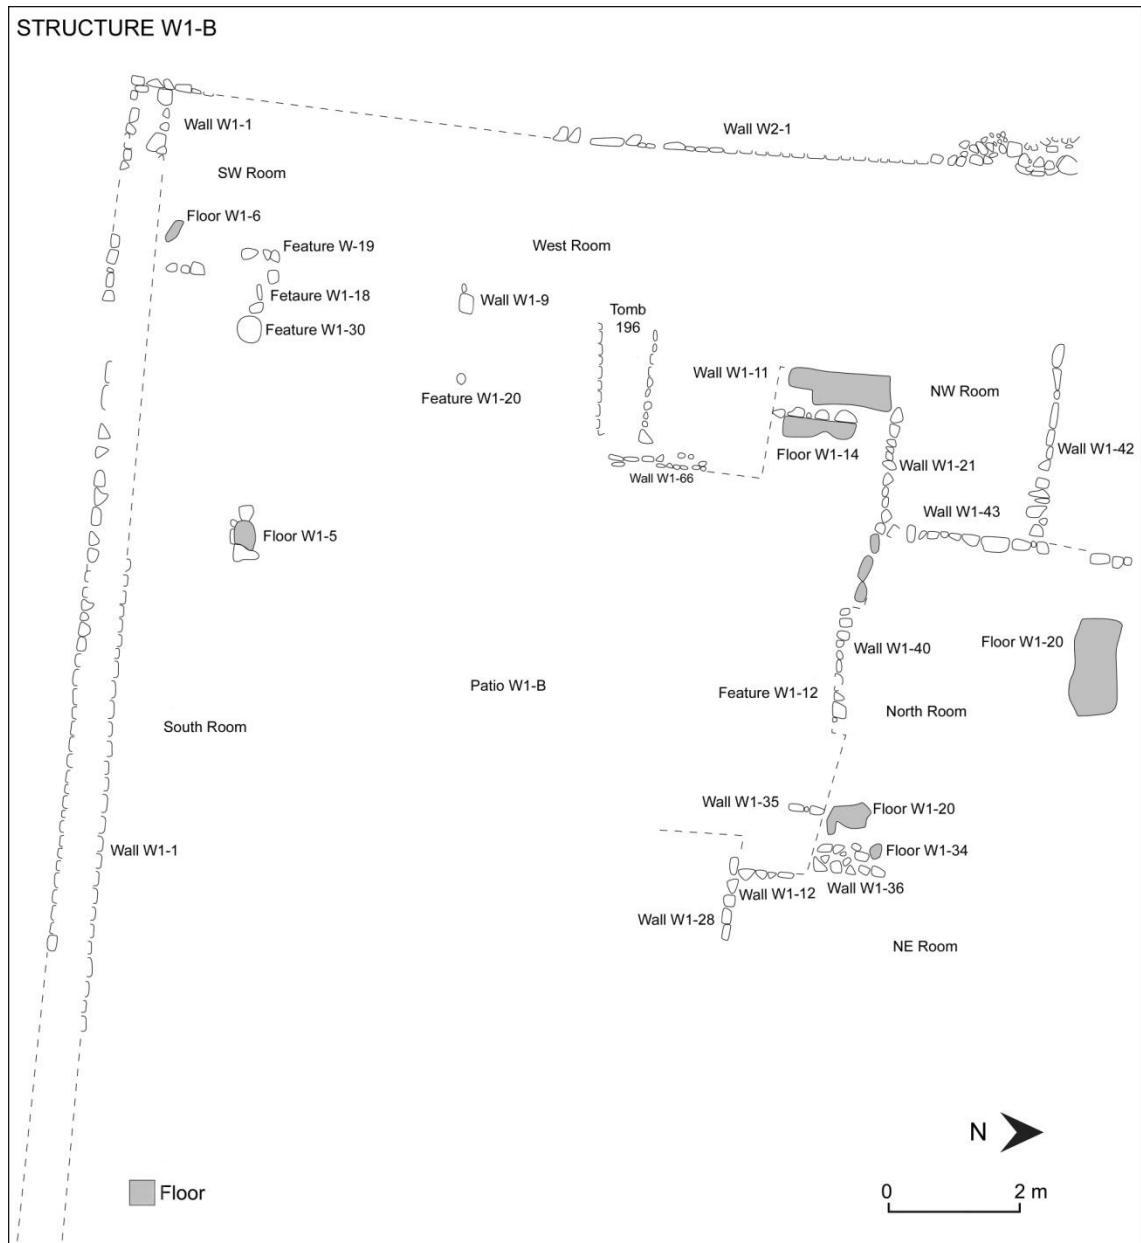 STRUCTURE W1-B
Wall W1-1
Wall W2-1
SW Room
Floor W1-6
Feature W-19
West Room
Fetaure W1-18
Wall W1-9
Tomb
196
Feature W1-30
Wall W1-11
NW Room
Feature W1-20
Floor W1-14
Wall W1-21
Wall W1-42
Wall W1-66
Wall W1-43
Floor W1-5
Wall W1-40
Floor W1-20
Patio W1-B
Feature W1-12
North Room
South Room
Wall W1-35
Floor W1-20
Wall W1-1
Floor W1-34
Wall W1-12
Wall W1-36
Wall W1-28
NE Room
N
Floor
0 2 m